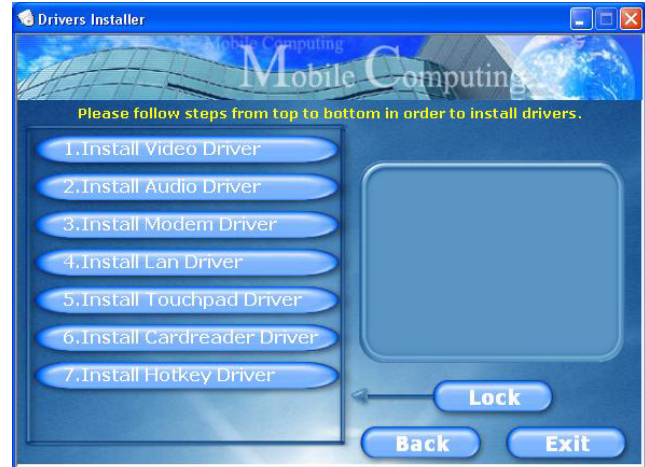 Drivers Installer
Mobile Computing
Mobile Computing
Please follow steps from top to bottom in order to install drivers.
1.Install Video Driver
2.Install Audio Driver
3.Install Modem Driver
4.Install Lan Driver
5.Install Touchpad Driver
6.Install Cardreader Driver
7.Install Hotkey Driver
Lock
Back
Exit